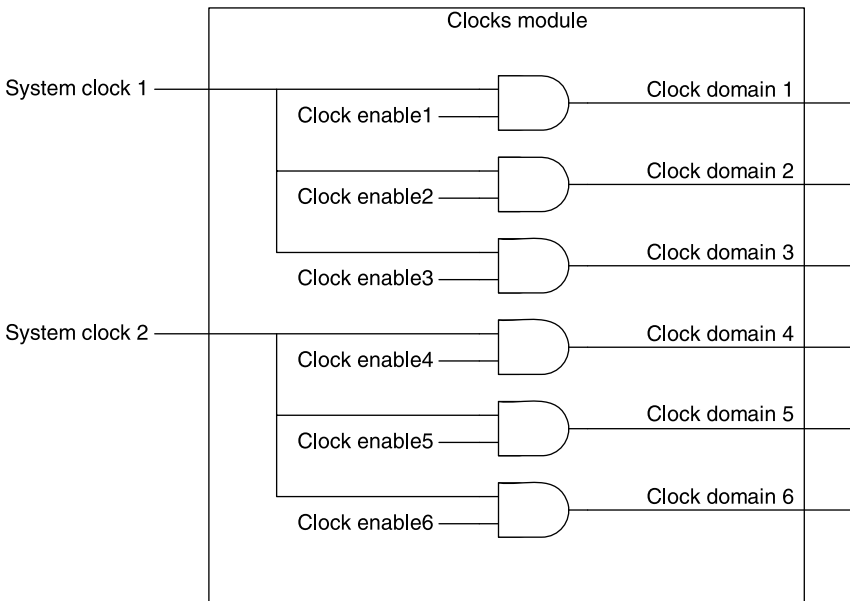 Clocks module
System clock 1
Clock domain 1
Clock enable1
Clock domain 2
Clock enable2
Clock domain 3
Clock enable3
System clock 2
Clock domain 4
Clock enable4
Clock domain 5
Clock enable5
Clock domain 6
Clock enable6